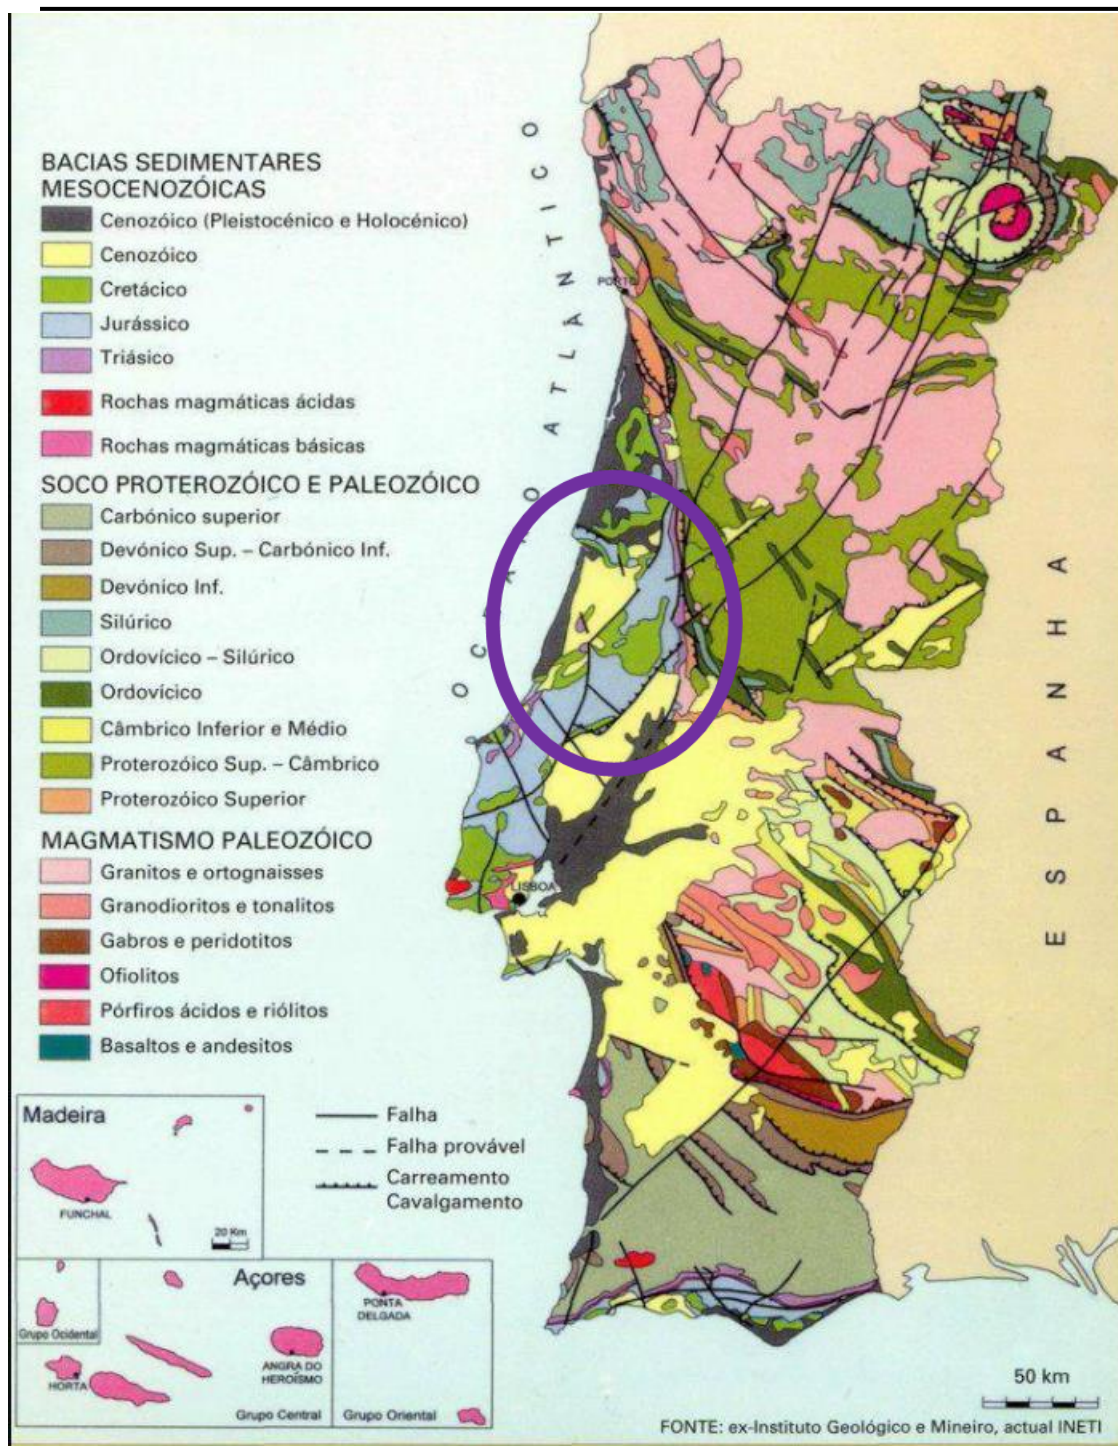 BACIAS SEDIMENTARES
MESOCENOZÓICAS
Cenozóico (Pleistocénico e Holocénico)
Cenozóico
Cretácico
Jurássico
Triásico
Rochas magmáticas ácidas
Rochas magmáticas básicas
SOCO PROTEROZÓICO E PALEOZÓICO
Carbónico superior
Devónico Sup. – Carbónico Inf.
Devónico Inf.
Silúrico
Ordovícico – Silúrico
Ordovícico
Câmbrico Inferior e Médio
Proterozóico Sup. – Câmbrico
Proterozóico Superior
MAGMATISMO PALEOZÓICO
Granitos e ortognaisses
Granodioritos e tonalitos
Gabros e peridotitos
Ofiolitos
Pórfiros ácidos e riólitos
Basaltos e andesitos
OCEANO ATLÂNTICO
PORTO
LISBOA
ESPANHA
Madeira
FUNCHAL
20 Km
Falha
Falha provável
Carreamento
Cavalgamento
Açores
Grupo Ocidental
HORTA
ANGRA DO
HEROÍSMO
Grupo Central
PONTA
DELGADA
Grupo Oriental
50 km
FONTE: ex-Instituto Geológico e Mineiro, actual INETI